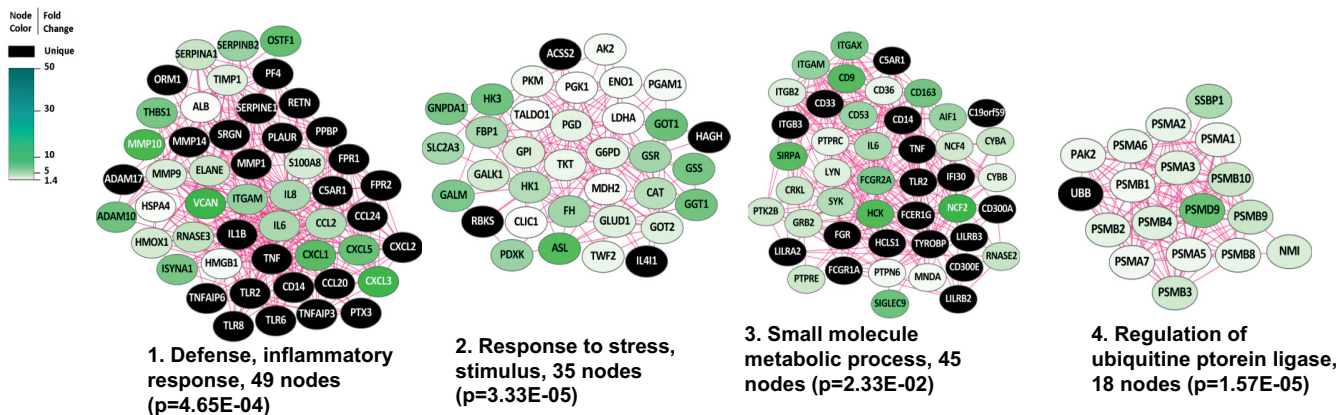 Node Color
Fold Change
Unique
50
30
10
5
1.4
SERPINA1
SERPINB2
OSTF1
ORM1
TIMP1
PF4
THBS1
ALB
SERPINE1
RETN
MMP10
MMP14
SRGN
PLAUR
PPBP
ADAM17
MMP9
ELANE
MMP1
S100A8
FPR1
HSPA4
VCAN
ITGAM
IL8
C5AR1
FPR2
ADAM10
HMOX1
RNASE3
IL1B
IL6
CCL2
CCL24
CXCL2
ISYNA1
HMGB1
TNF
CXCL1
CXCL5
CXCL3
TNFAIP6
TLR2
CD14
CCL20
TLR8
TLR6
TNFAIP3
PTX3
1. Defense, inflammatory
response, 49 nodes
(p=4.65E-04)
ACSS2
AK2
PKM
PGK1
ENO1
PGAM1
GNPDA1
HK3
TALDO1
LDHA
GOT1
HAGH
SLC2A3
FBP1
PGD
G6PD
GSR
GPI
TKT
GSS
GALM
GALK1
HK1
MDH2
CAT
GGT1
RBKS
CLIC1
FH
GLUD1
GOT2
PDXK
ASL
TWF2
IL4I1
2. Response to stress,
stimulus, 35 nodes
(p=3.33E-05)
ITGAX
C5AR1
ITGAM
CD9
CD36
CD163
ITGB2
CD33
CD53
CD14
AIF1
C19orf59
ITGB3
PTPRC
IL6
TNF
NCF4
CYBA
SIRPA
LYN
FCGR2A
TLR2
IFI30
CYBB
CRKL
SYK
PTK2B
GRB2
HCK
FCER1G
NCF2
CD300A
FGR
HCLS1
TYROBP
LILRB3
LILRA2
RNASE2
PTPRE
FCGR1A
PTPN6
MNDA
CD300E
SIGLEC9
LILRB2
3. Small molecule
metabolic process, 45
nodes (p=2.33E-02)
SSBP1
PSMA2
PSMA1
PAK2
PSMA6
PSMA3
UBB
PSMB1
PSMB10
PSMD9
PSMB2
PSMB4
PSMB9
PSMA7
PSMA5
PSMB8
NMI
PSMB3
4. Regulation of
ubiquitine ptorein ligase,
18 nodes (p=1.57E-05)